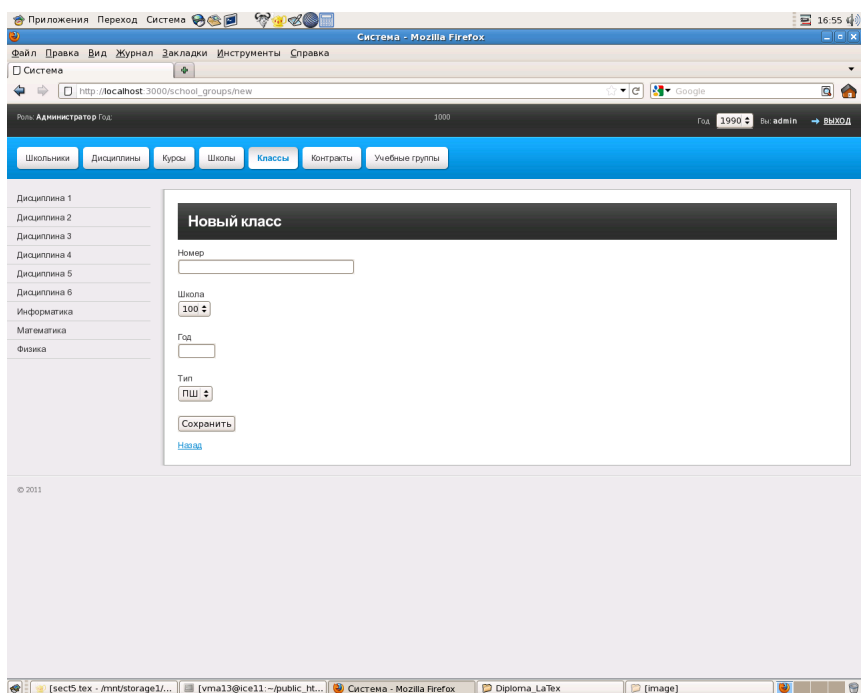 Приложения Переход Система 16:55
Система - Mozilla Firefox
Файл Правка Вид Журнал Закладки Инструменты Справка
Система
http://localhost:3000/school_groups/new Google
Роль: Администратор Год: 1000 Год 1990 Вы: admin → ВЫХОД
Школьники Дисциплины Курсы Школы Классы Контракты Учебные группы
Дисциплина 1
Дисциплина 2
Дисциплина 3
Дисциплина 4
Дисциплина 5
Дисциплина 6
Информатика
Математика
Физика
Новый класс
Номер
Школа
100
Год
Тип
ПШ
Сохранить
Назад
© 2011
[sect5.tex - /mnt/storage1/... [vma13@ice11:~/public_ht... Система - Mozilla Firefox Diploma_LaTex [image]